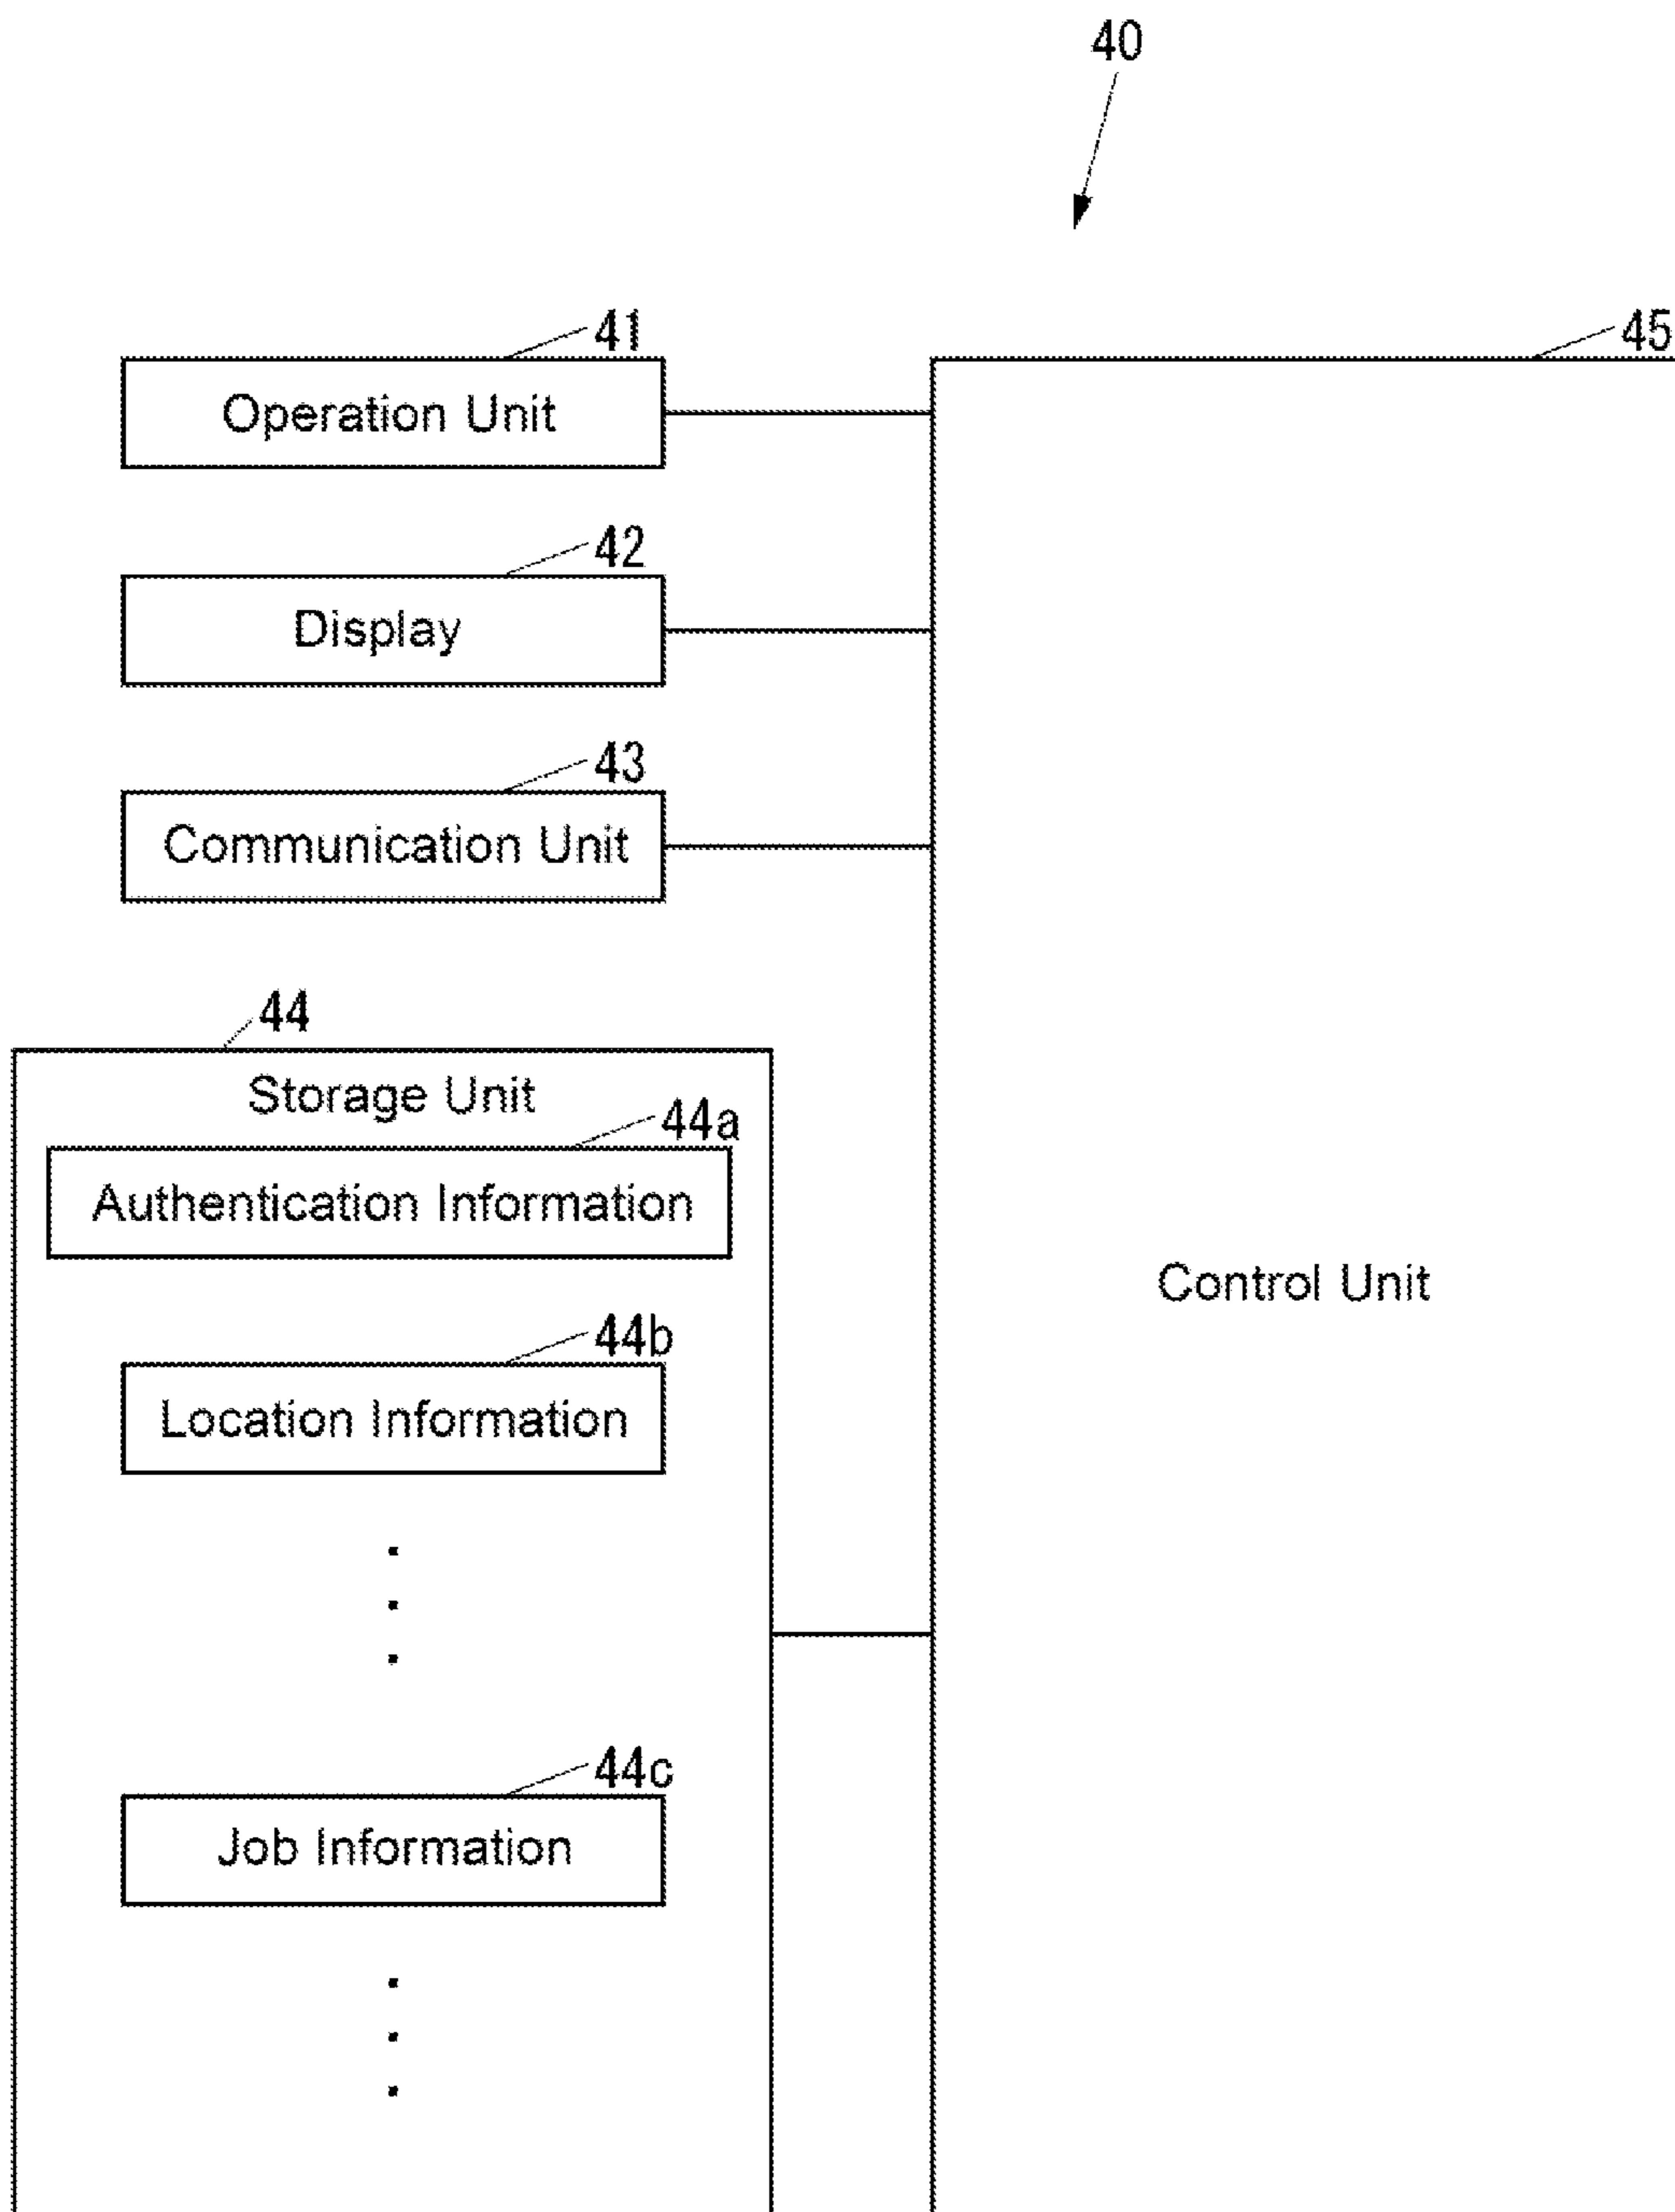 40
41
45
Operation Unit
42
Display
43
Communication Unit
44
Storage Unit
44a
Authentication Information
Control Unit
44b
Location Information
44c
Job Information